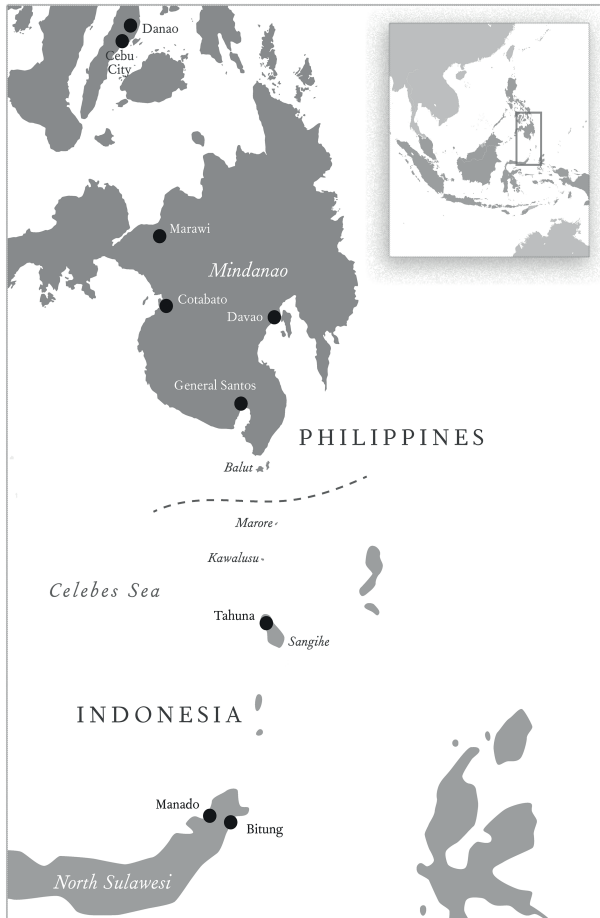 Danao
Cebu
City
Marawi
Mindanao
Cotabato
Davao
General Santos
PHILIPPINES
Balut
Marore
Kawalusu
Celebes Sea
Tahuna
Sangihe
INDONESIA
Manado
Bitung
North Sulawesi